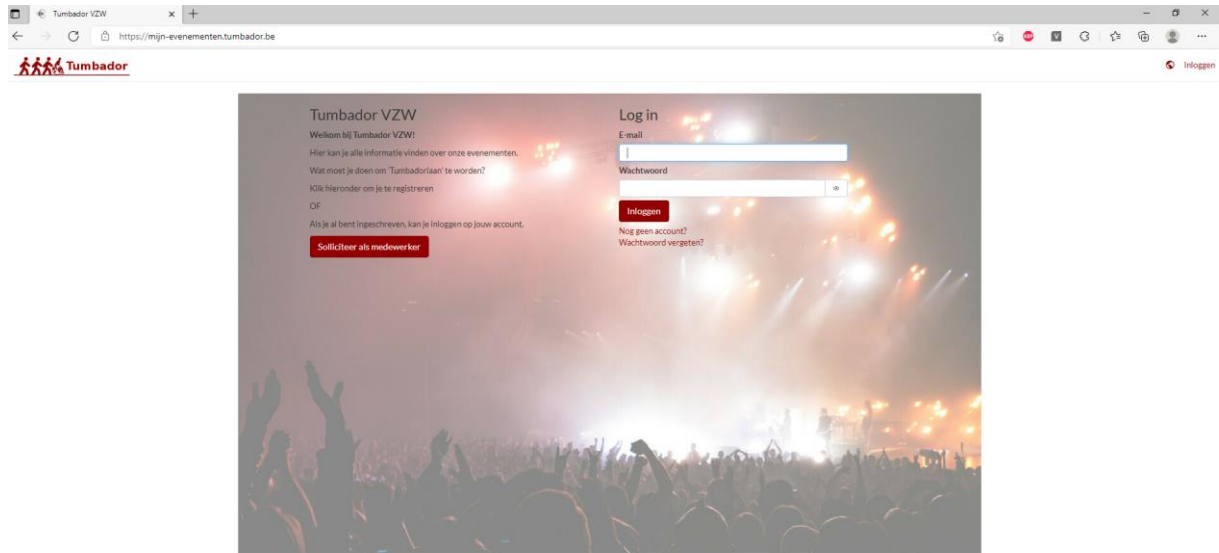 Tumbador VZW
https://mijn-evenementen.tumbador.be
ABP
V
Tumbador
Inloggen
Tumbador VZW
Welkom bij Tumbador VZW!
Hier kan je alle informatie vinden over onze evenementen.
Wat moet je doen om 'Tumbadoriaan' te worden?
Klik hieronder om je te registreren
OF
Als je al bent ingeschreven, kan je inloggen op jouw account.
Solliciteer als medewerker
Log in
E-mail
Wachtwoord
Inloggen
Nog geen account?
Wachtwoord vergeten?